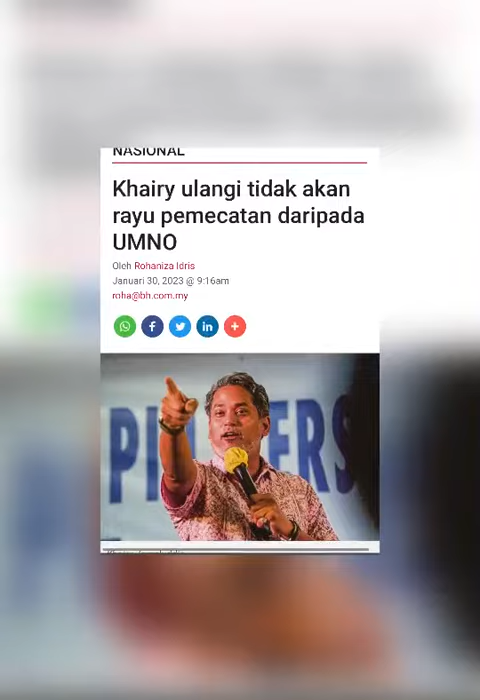 NASIONAL
Khairy ulangi tidak akan
rayu pemecatan daripada
UMNO
Oleh Rohaniza Idris
Januari 30, 2023 @ 9:16am
roha@bh.com.my